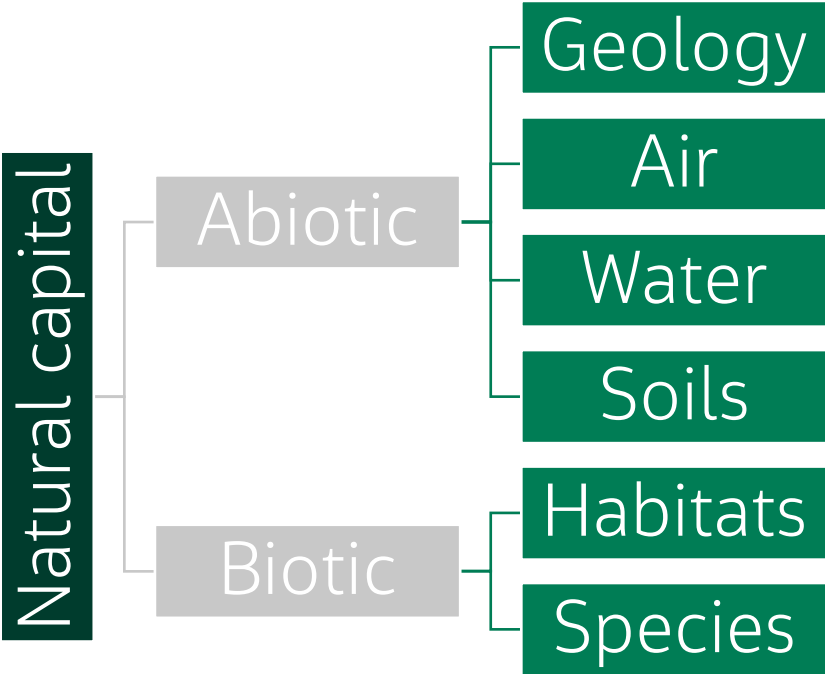 Natural capital
Abiotic
Geology
Air
Water
Soils
Biotic
Habitats
Species